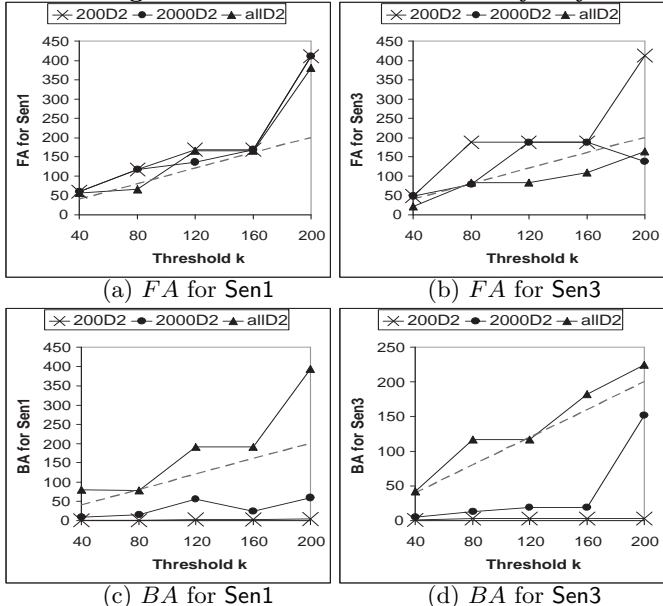 200D2 2000D2 allD2
450
400
350
300
250
200
150
100
50
0
FA for Sen1
40 80 120 160 200
Threshold k
(a) FA for Sen1
200D2 2000D2 allD2
450
400
350
300
250
200
150
100
50
0
FA for Sen3
40 80 120 160 200
Threshold k
(b) FA for Sen3
200D2 2000D2 allD2
450
400
350
300
250
200
150
100
50
0
BA for Sen1
40 80 120 160 200
Threshold k
(c) BA for Sen1
200D2 2000D2 allD2
250
200
150
100
50
0
BA for Sen3
40 80 120 160 200
Threshold k
(d) BA for Sen3